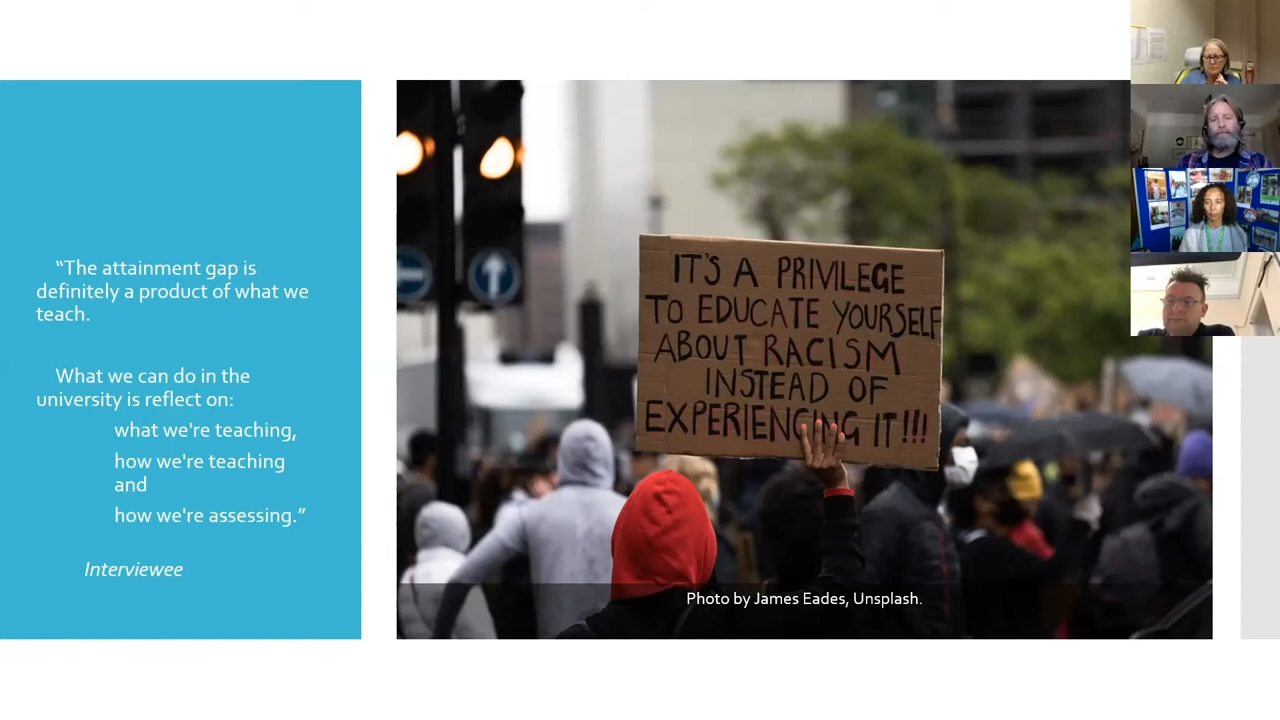 “The attainment gap is
definitely a product of what we
teach.
What we can do in the
university is reflect on:
what we're teaching,
how we're teaching
and
how we're assessing.”
Interviewee
IT'S A PRIVILEGE
TO EDUCATE YOURSELF
ABOUT RACISM
INSTEAD OF
EXPERIENCING IT!!!
Photo by James Eades, Unsplash.